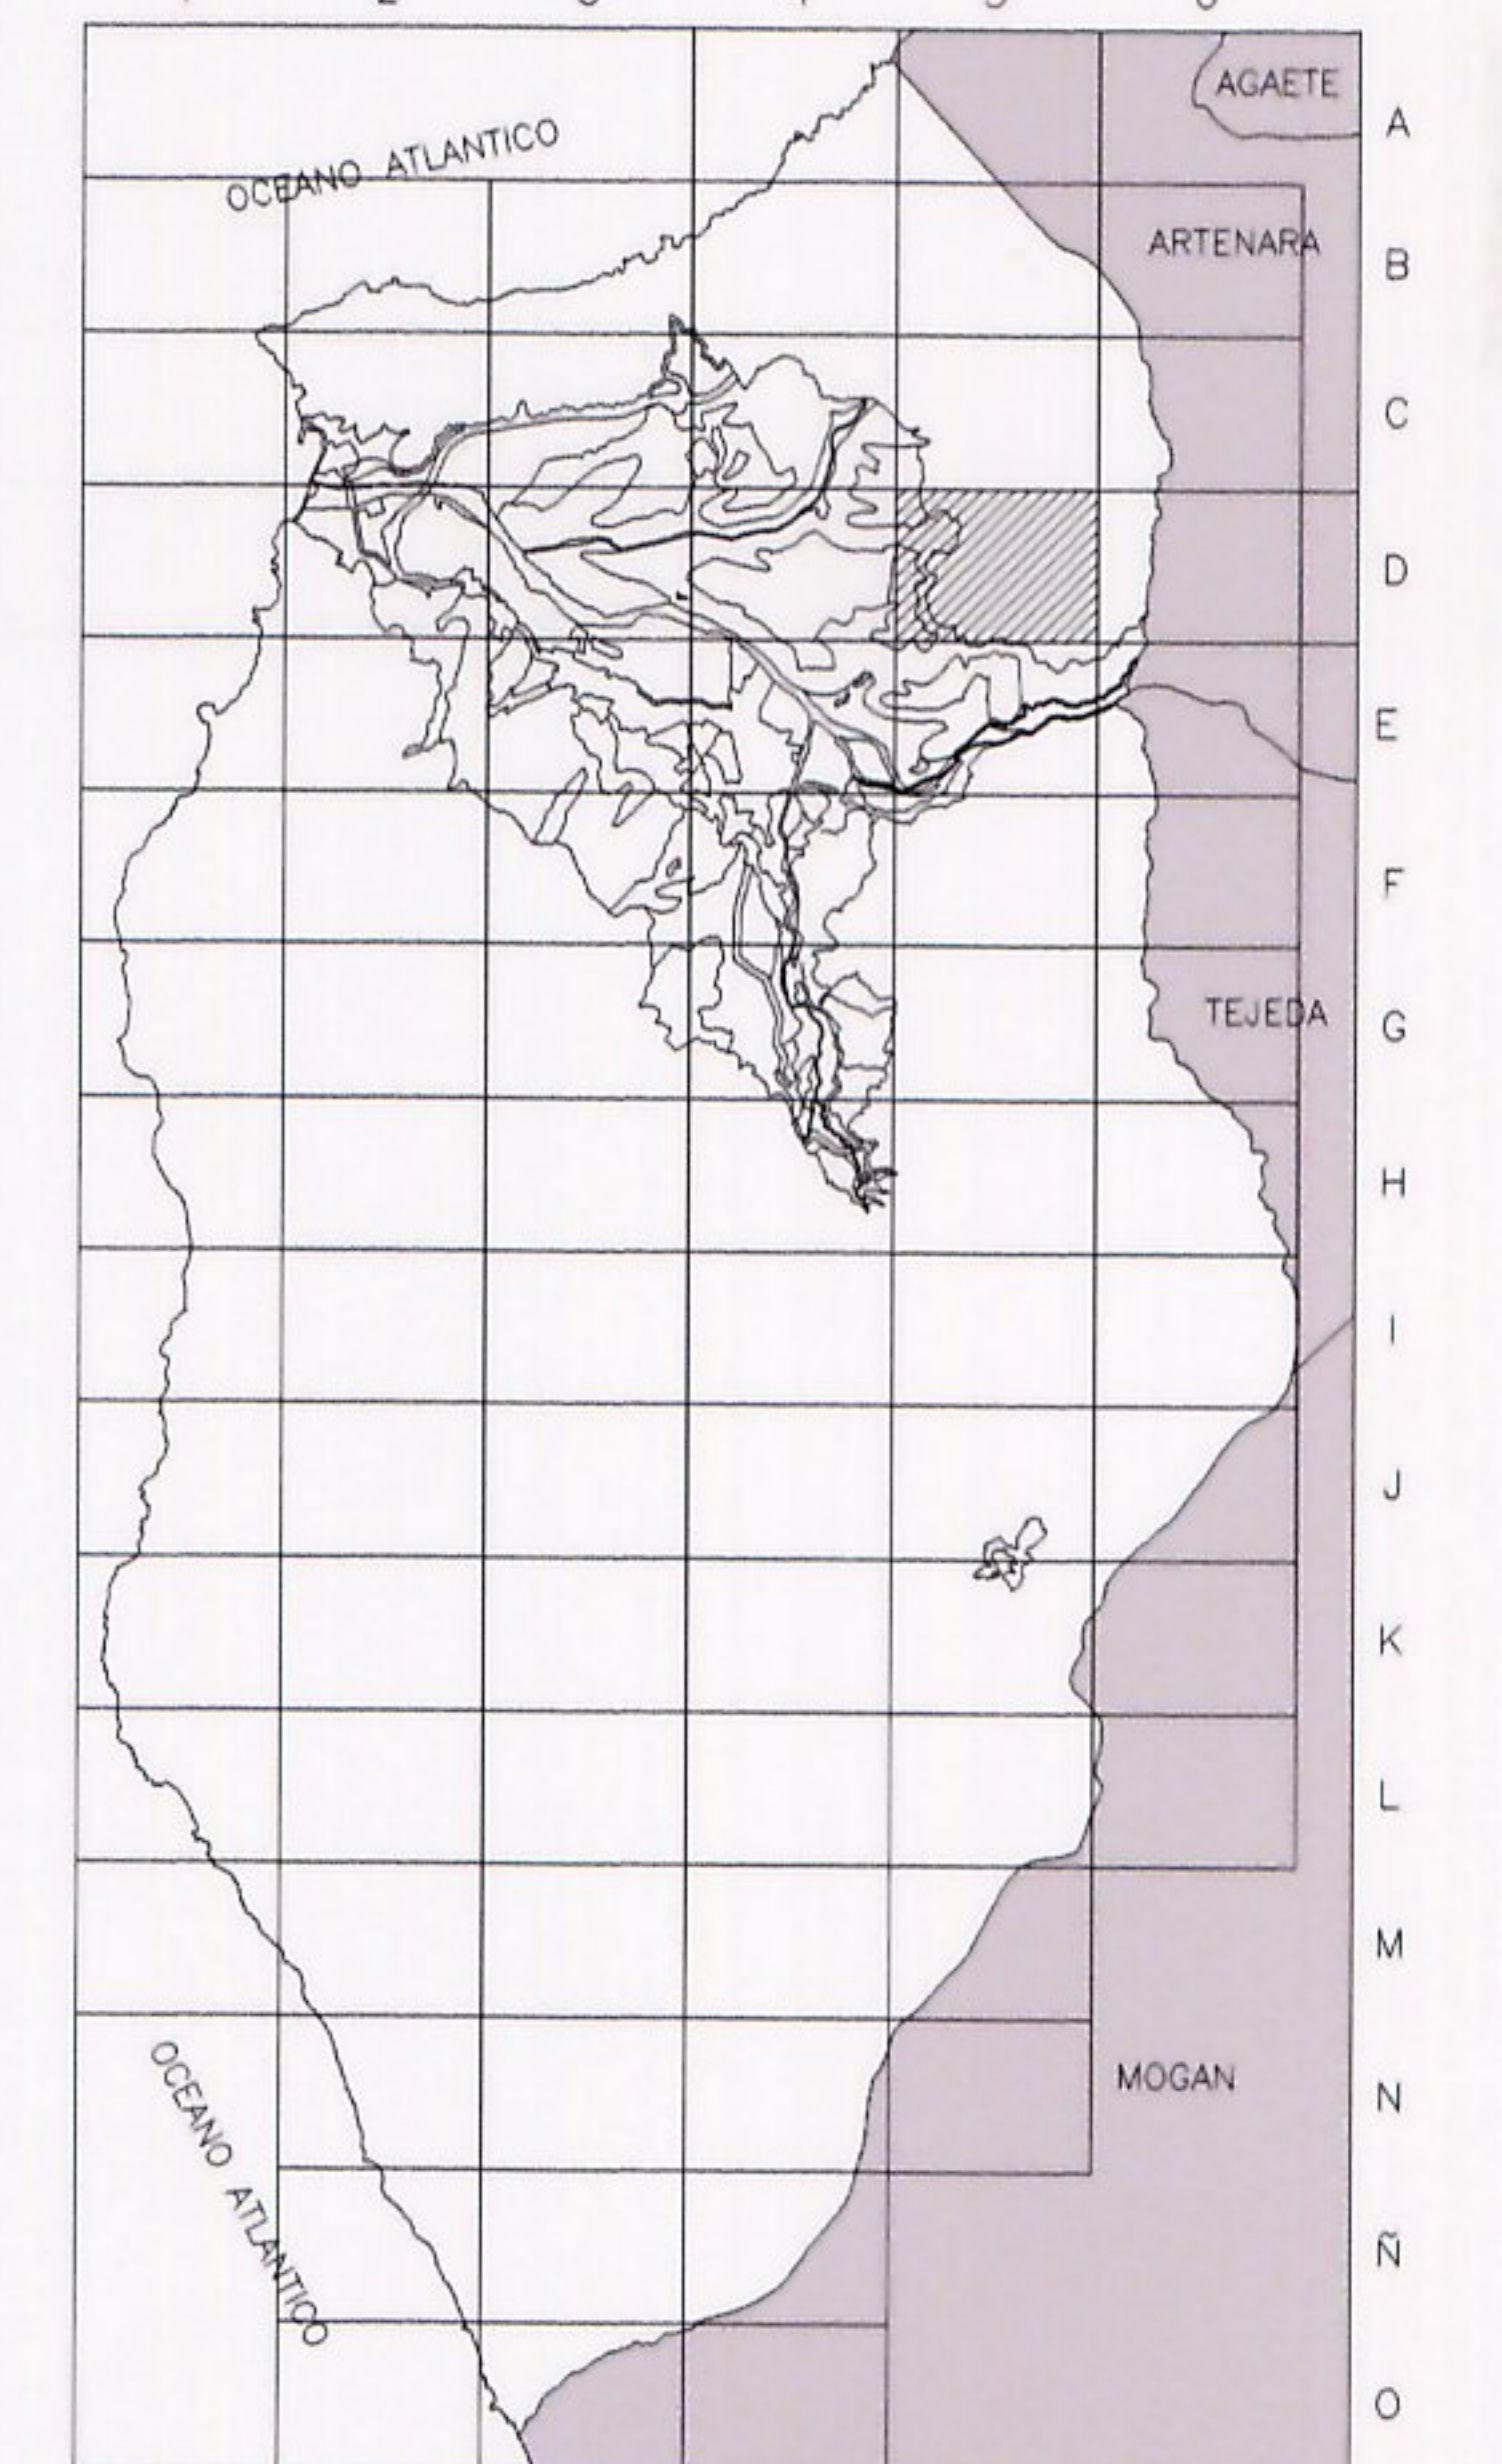 AGAETE
A
OCEANO ATLANTICO
ARTENARA
B
C
D
E
F
TEJEDA
G
H
I
J
K
L
M
OCEANO ATLANTICO
MOGAN
N
Ñ
O